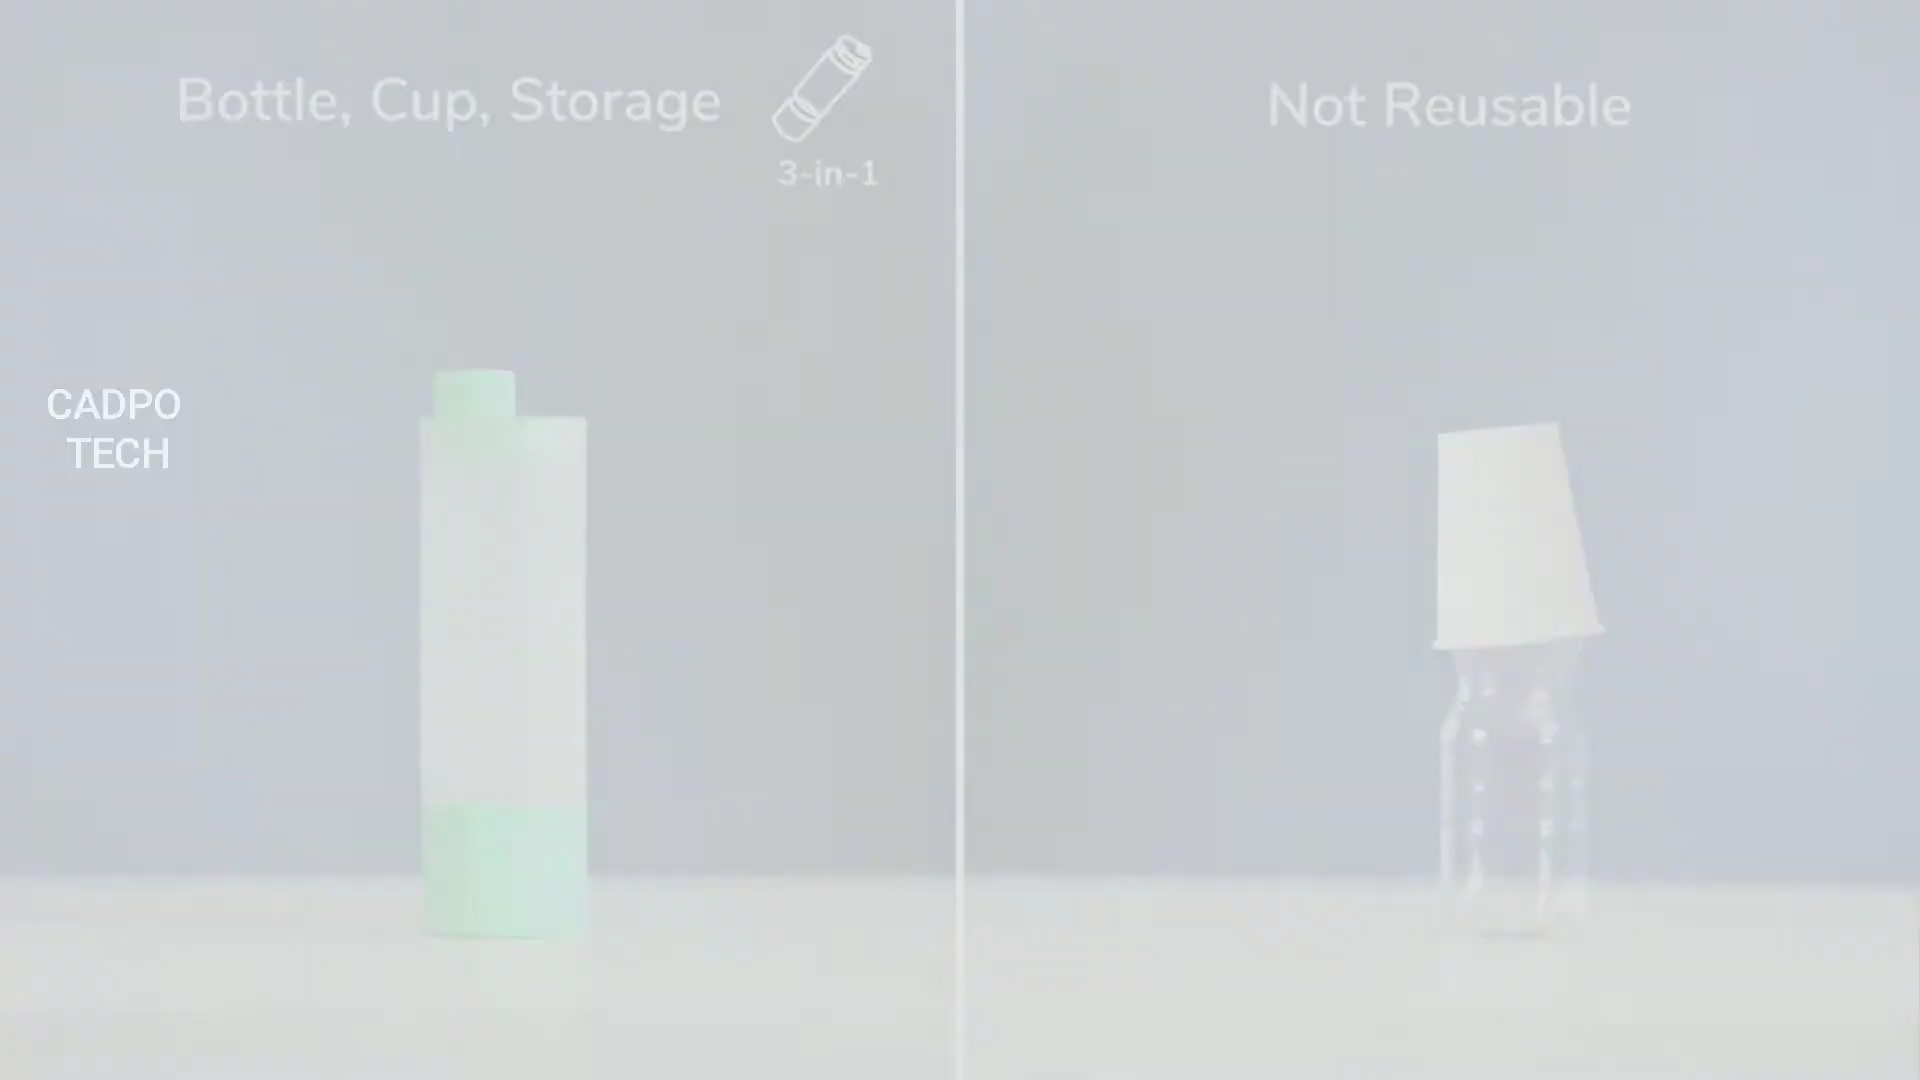 Bottle, Cup, Storage
3-in-1
Not Reusable
CADPO
TECH